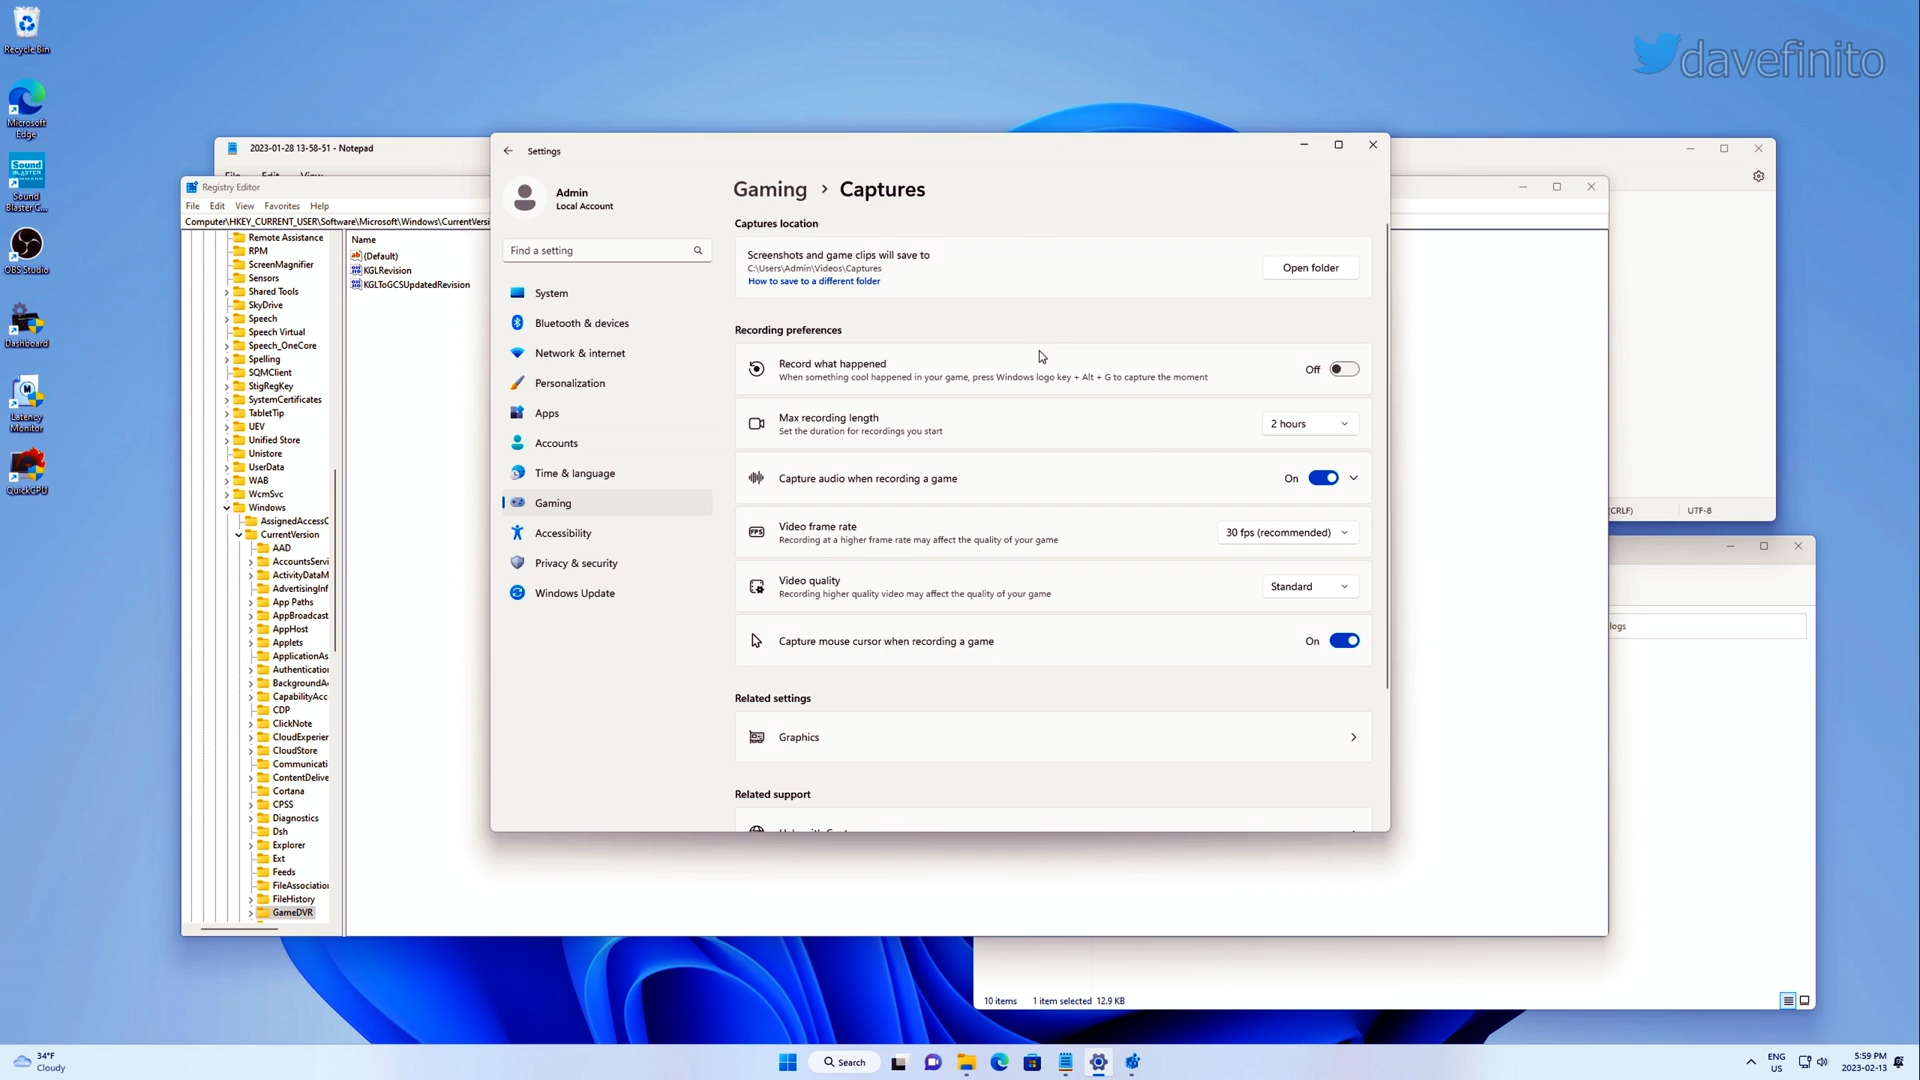 davefinito
Recycle Bin
Microsoft
Edge
Sound
Blaster C...
OBS Studio
Dashboard
Latency
Monitor
QuickCPU
2023-01-28 13-58-51 - Notepad
File Edit View
Registry Editor
File Edit View Favorites Help
Computer\HKEY_CURRENT_USER\Software\Microsoft\Windows\CurrentVersi
Remote Assistance
RPM
ScreenMagnifier
Sensors
Shared Tools
SkyDrive
Speech
Speech Virtual
Speech_OneCore
Spelling
SQMClient
StigRegKey
SystemCertificates
TabletTip
UEV
Unified Store
Unistore
UserData
WAB
WcmSvc
Windows
AssignedAccessC
CurrentVersion
AAD
AccountsServi
ActivityDataM
AdvertisingInf
App Paths
AppBroadcast
AppHost
Applets
ApplicationAs
Authentication
BackgroundA
CapabilityAcc
CDP
ClickNote
CloudExperier
CloudStore
Communicati
ContentDelive
Cortana
CPSS
Diagnostics
Dsh
Explorer
Ext
Feeds
FileAssociation
FileHistory
GameDVR
Name
(Default)
KGLRevision
KGLToGCSUpdatedRevision
Settings
Admin
Local Account
Find a setting
System
Bluetooth & devices
Network & internet
Personalization
Apps
Accounts
Time & language
Gaming
Accessibility
Privacy & security
Windows Update
Gaming > Captures
Captures location
Screenshots and game clips will save to
C:\Users\Admin\Videos\Captures
How to save to a different folder
Open folder
Recording preferences
Record what happened
When something cool happened in your game, press Windows logo key + Alt + G to capture the moment
Off
Max recording length
Set the duration for recordings you start
2 hours
Capture audio when recording a game
On
Video frame rate
Recording at a higher frame rate may affect the quality of your game
30 fps (recommended)
Video quality
Recording higher quality video may affect the quality of your game
Standard
Capture mouse cursor when recording a game
On
Related settings
Graphics
Related support
(CRLF) UTF-8
logs
10 items 1 item selected 12.9 KB
34°F
Cloudy
Search
ENG
US
5:59 PM
2023-02-13